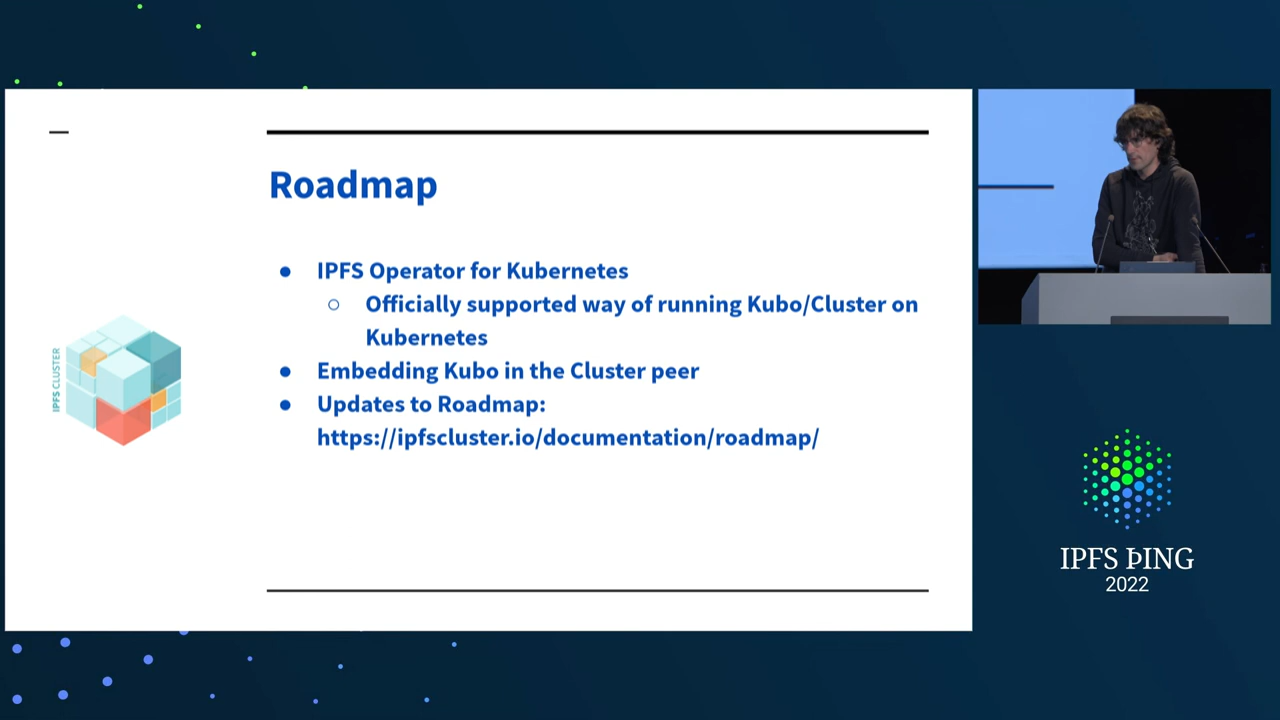 Roadmap
IPFS Operator for Kubernetes
Officially supported way of running Kubo/Cluster on
Kubernetes
Embedding Kubo in the Cluster peer
Updates to Roadmap:
https://ipfscluster.io/documentation/roadmap/
IPFS CLUSTER
IPFS ÞING
2022